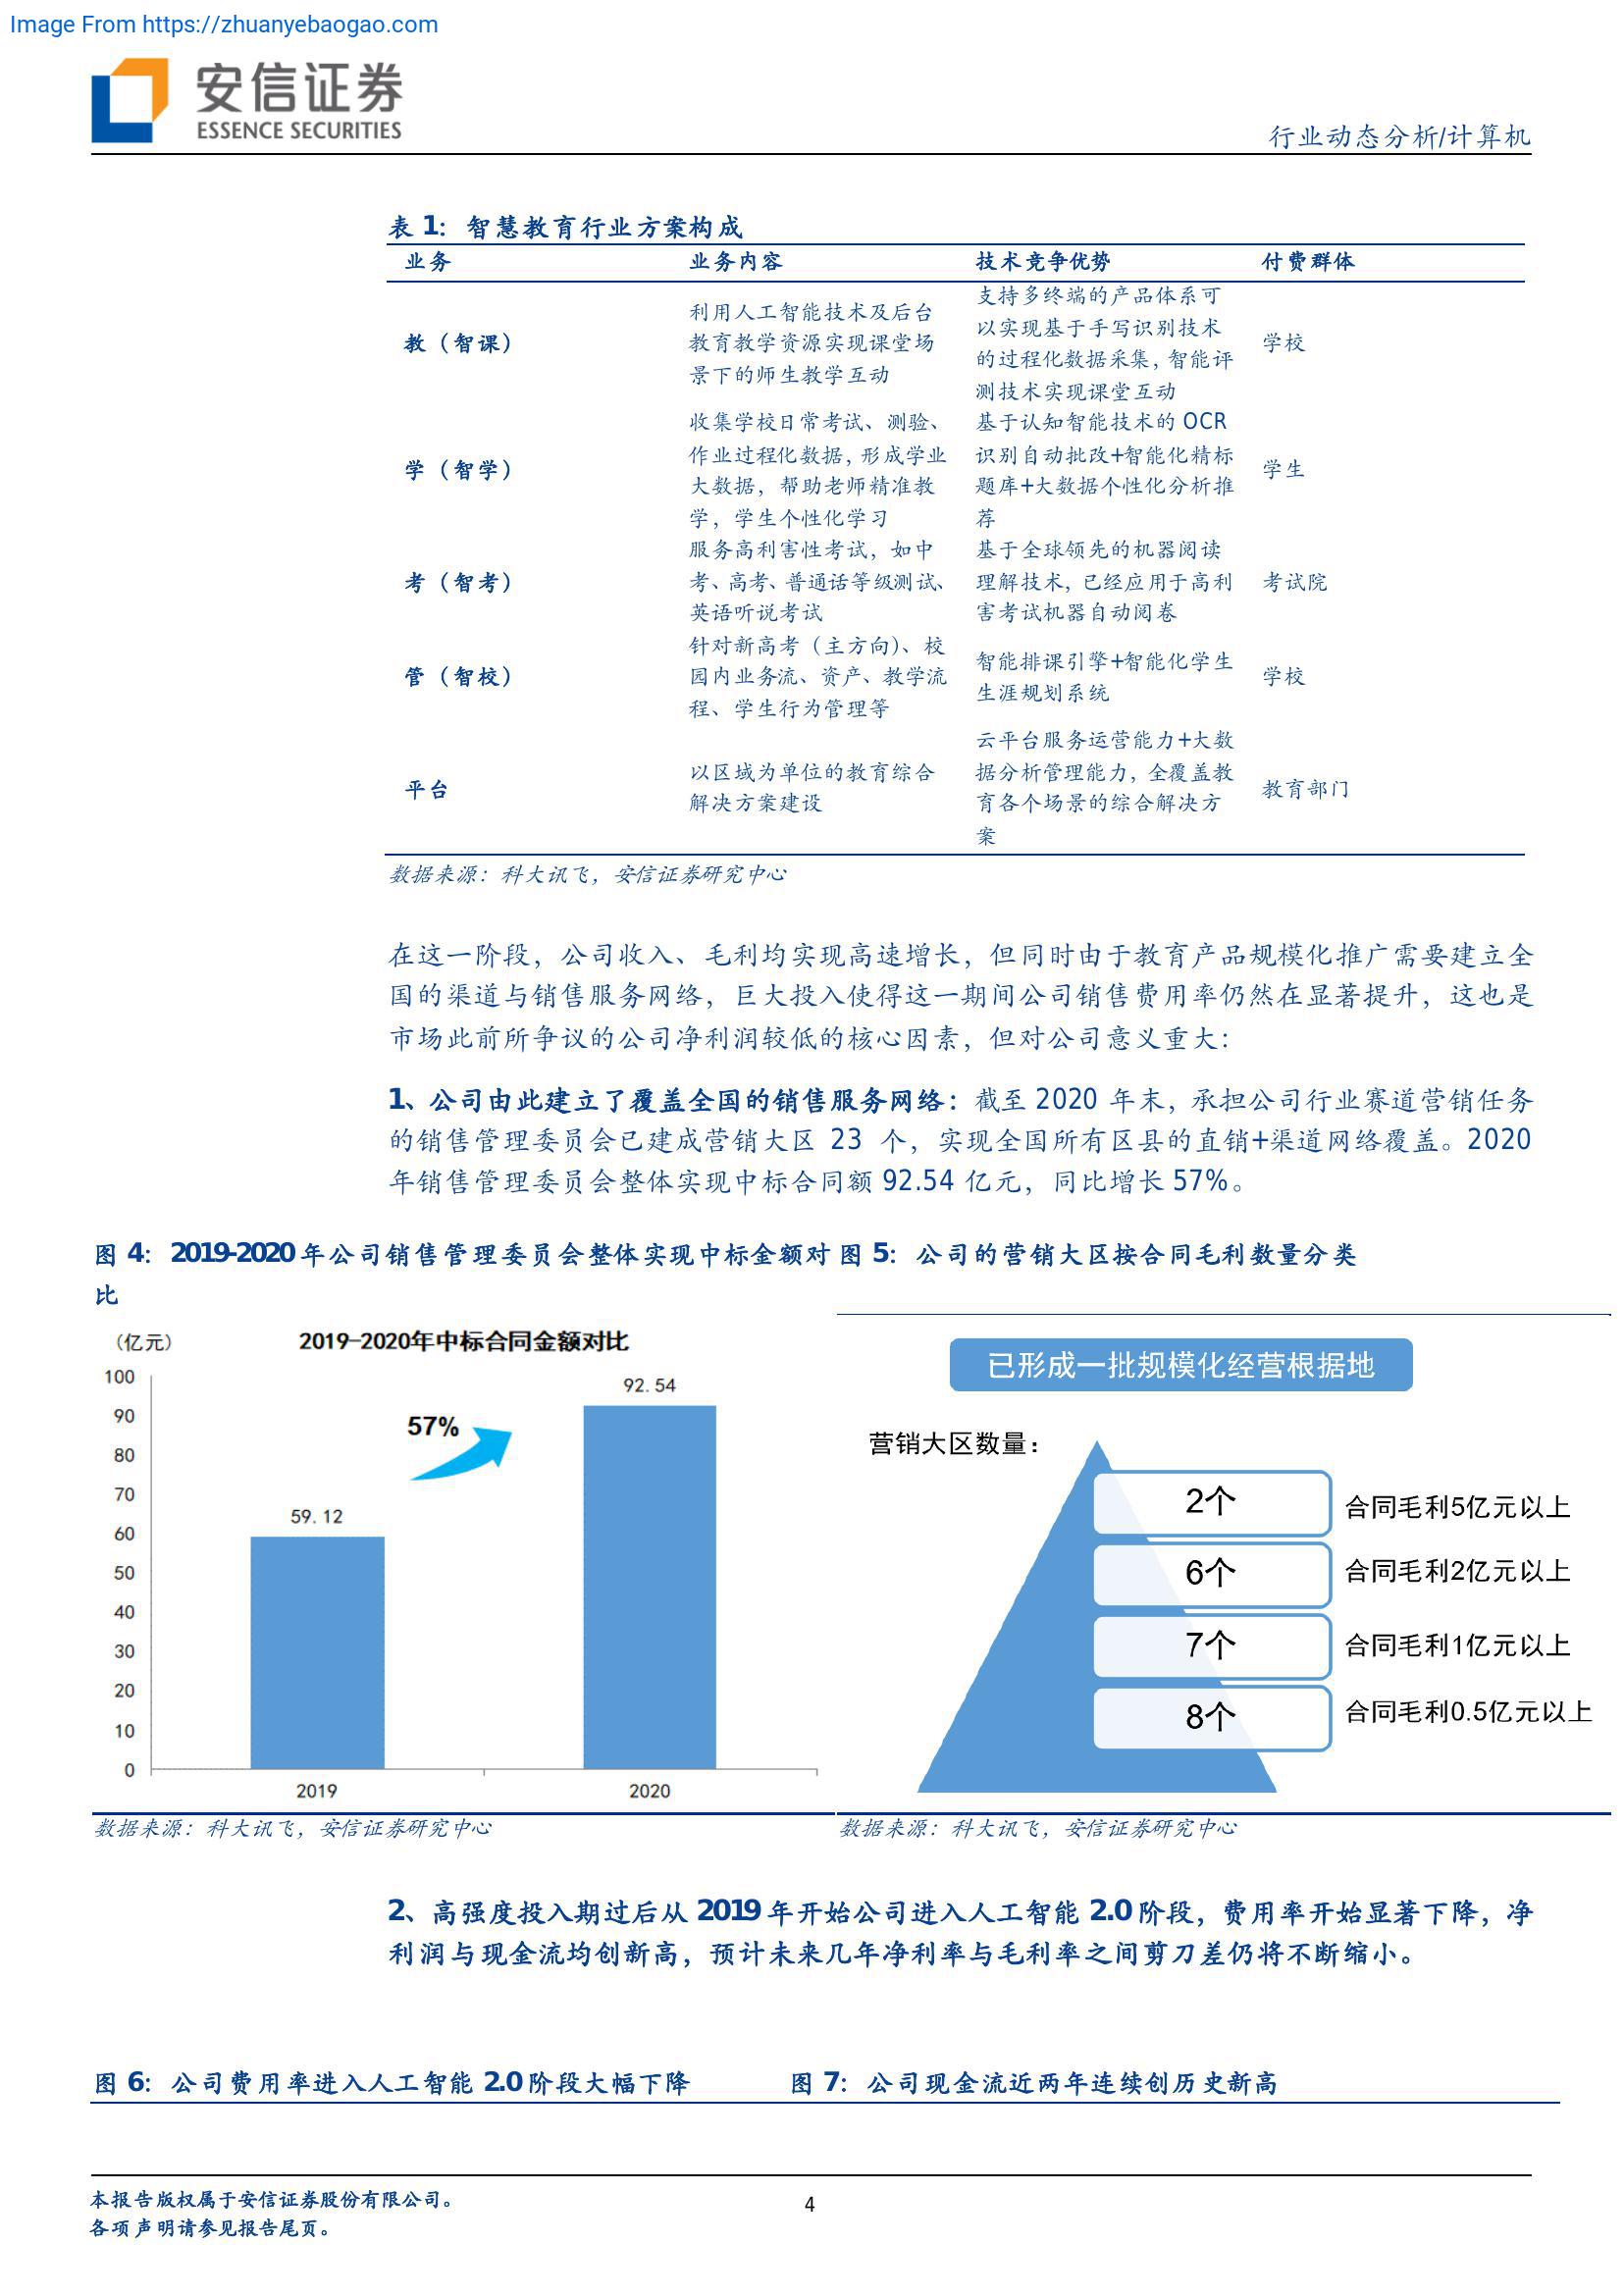 Image From https://zhuanyebaogao.com
安信证券
ESSENCE SECURITIES
行业动态分析/计算机
表 1：智慧教育行业方案构成
业务 业务内容 技术竞争优势 付费群体
教（智课）
利用人工智能技术及后台
教育教学资源实现课堂场
景下的师生教学互动
支持多终端的产品体系可
以实现基于手写识别技术
的过程化数据采集，智能评
测技术实现课堂互动
学校
学（智学）
收集学校日常考试、测验、
作业过程化数据，形成学业
大数据，帮助老师精准教
学，学生个性化学习
基于认知智能技术的 OCR
识别自动批改+智能化精标
题库+大数据个性化分析推
荐
学生
考（智考）
服务高利害性考试，如中
考、高考、普通话等级测试、
英语听说考试
基于全球领先的机器阅读
理解技术，已经应用于高利
害考试机器自动阅卷
考试院
管（智校）
针对新高考（主方向）、校
园内业务流、资产、教学流
程、学生行为管理等
智能排课引擎+智能化学生
生涯规划系统
学校
平台
以区域为单位的教育综合
解决方案建设
云平台服务运营能力+大数
据分析管理能力，全覆盖教
育各个场景的综合解决方
案
教育部门
数据来源：科大讯飞，安信证券研究中心
在这一阶段，公司收入、毛利均实现高速增长，但同时由于教育产品规模化推广需要建立全
国的渠道与销售服务网络，巨大投入使得这一期间公司销售费用率仍然在显著提升，这也是
市场此前所争议的公司净利润较低的核心因素，但对公司意义重大：
1、公司由此建立了覆盖全国的销售服务网络：截至 2020 年末，承担公司行业赛道营销任务
的销售管理委员会已建成营销大区 23 个，实现全国所有区县的直销+渠道网络覆盖。2020
年销售管理委员会整体实现中标合同额 92.54 亿元，同比增长 57%。
图 4：2019-2020 年公司销售管理委员会整体实现中标金额对
比
（亿元）
2019-2020年中标合同金额对比
100
90
80
70
60
50
40
30
20
10
0
59.12
57%
92.54
2019
2020
数据来源：科大讯飞，安信证券研究中心
图 5：公司的营销大区按合同毛利数量分类
已形成一批规模化经营根据地
营销大区数量：
2个 合同毛利5亿元以上
6个 合同毛利2亿元以上
7个 合同毛利1亿元以上
8个 合同毛利0.5亿元以上
数据来源：科大讯飞，安信证券研究中心
2、高强度投入期过后从 2019 年开始公司进入人工智能 2.0 阶段，费用率开始显著下降，净
利润与现金流均创新高，预计未来几年净利率与毛利率之间剪刀差仍将不断缩小。
图 6：公司费用率进入人工智能 2.0 阶段大幅下降
图 7：公司现金流近两年连续创历史新高
本报告版权属于安信证券股份有限公司。
各项声明请参见报告尾页。
4